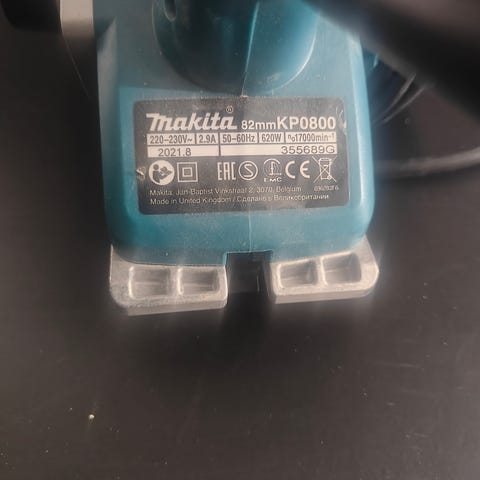 makita® 82mm KP0800
220-230V~ 2.9A 50-60Hz 620W n₀17000min⁻¹
2021.8 355689G
EAC S EMC CE
Makita, Jan-Baptist Vinkstraat 2, 3070, Belgium
Made in United Kingdom / Сделано в Великобритании